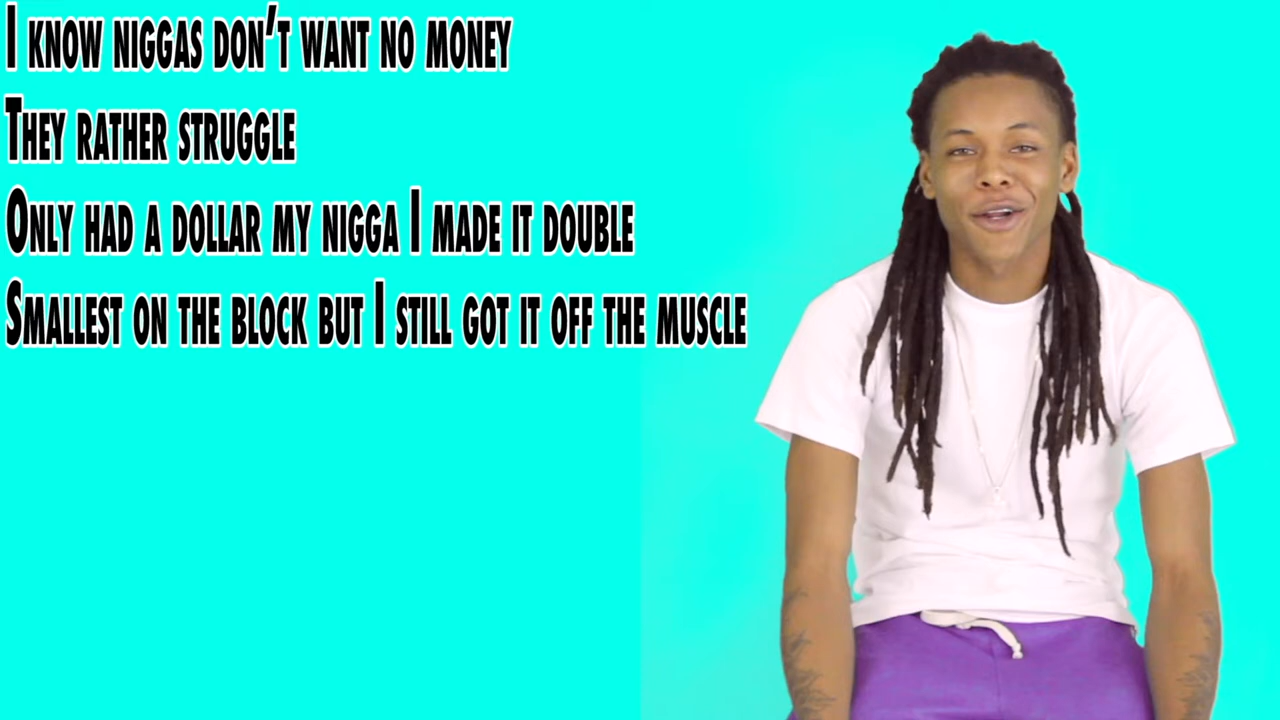 I know niggas don't want no money
They rather struggle
Only had a dollar my nigga I made it double
Smallest on the block but I still got it off the muscle